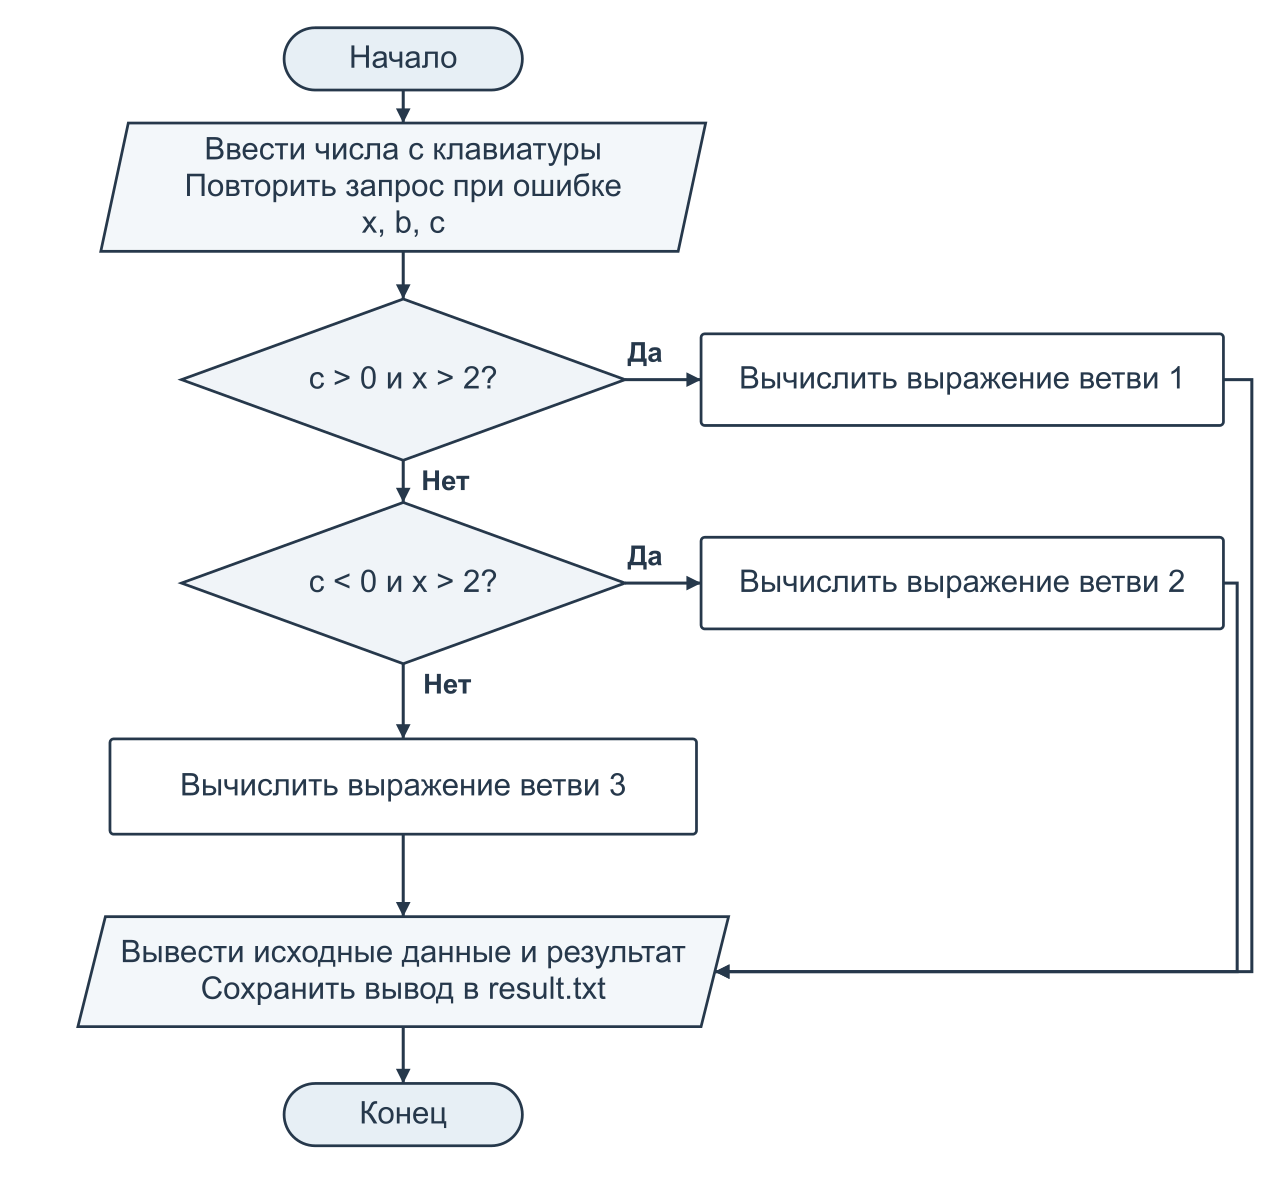 Начало
Ввести числа с клавиатуры
Повторить запрос при ошибке
x, b, c
c > 0 и x > 2?
Да
Вычислить выражение ветви 1
Нет
c < 0 и x > 2?
Да
Вычислить выражение ветви 2
Нет
Вычислить выражение ветви 3
Вывести исходные данные и результат
Сохранить вывод в result.txt
Конец